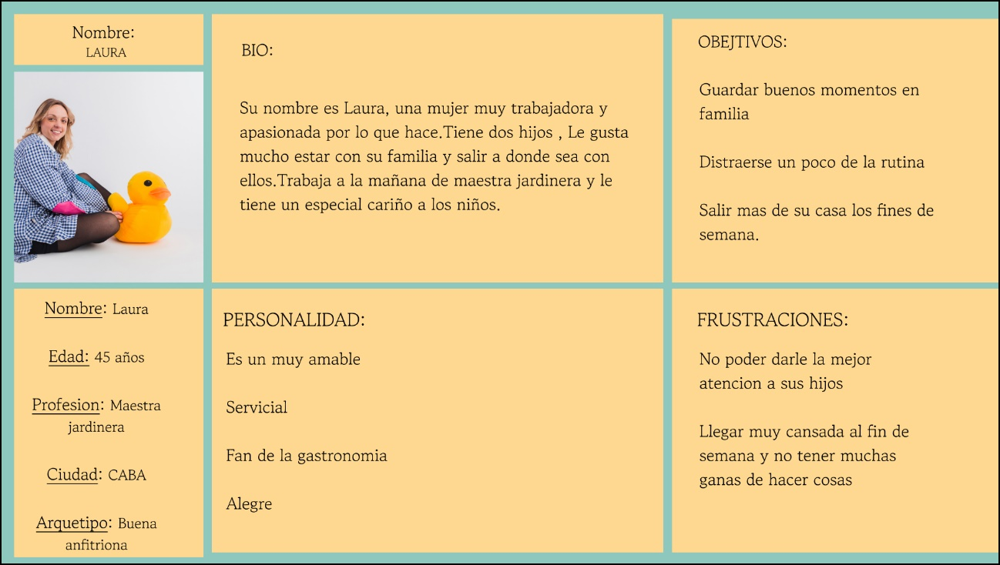 Nombre:
LAURA
BIO:
Su nombre es Laura, una mujer muy trabajadora y
apasionada por lo que hace.Tiene dos hijos , Le gusta
mucho estar con su familia y salir a donde sea con
ellos.Trabaja a la mañana de maestra jardinera y le
tiene un especial cariño a los niños.
OBEJTIVOS:
Guardar buenos momentos en
familia
Distraerse un poco de la rutina
Salir mas de su casa los fines de
semana.
Nombre: Laura
Edad: 45 años
Profesion: Maestra
jardinera
Ciudad: CABA
Arquetipo: Buena
anfitriona
PERSONALIDAD:
Es un muy amable
Servicial
Fan de la gastronomia
Alegre
FRUSTRACIONES:
No poder darle la mejor
atencion a sus hijos
Llegar muy cansada al fin de
semana y no tener muchas
ganas de hacer cosas